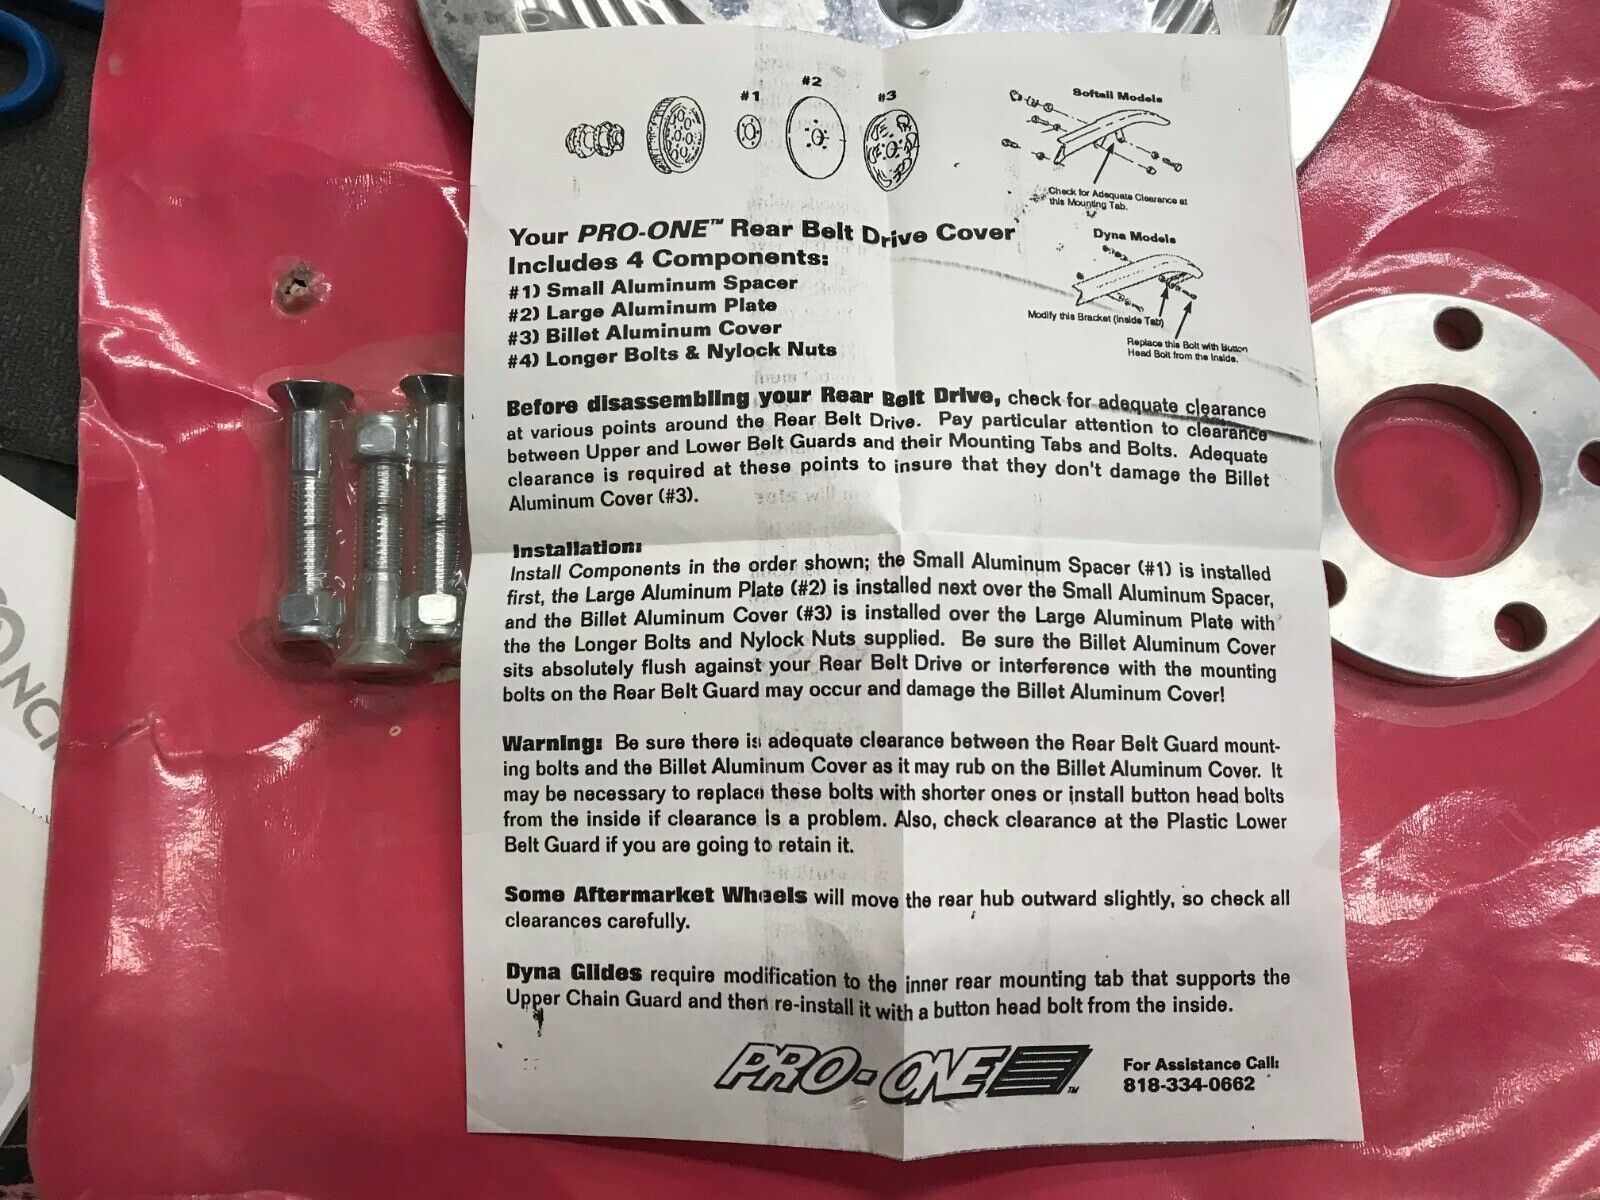 #1
#2
#3
Softail Models
Check for Adequate Clearance at
this Mounting Tab.
Dyna Models
Modify this Bracket (Inside Tab)
Replace this Bolt with Button
Head Bolt from the Inside.
Your PRO-ONE™ Rear Belt Drive Cover
Includes 4 Components:
#1) Small Aluminum Spacer
#2) Large Aluminum Plate
#3) Billet Aluminum Cover
#4) Longer Bolts & Nylock Nuts
Before disassembling your Rear Belt Drive, check for adequate clearance
at various points around the Rear Belt Drive. Pay particular attention to clearance
between Upper and Lower Belt Guards and their Mounting Tabs and Bolts. Adequate
clearance is required at these points to insure that they don't damage the Billet
Aluminum Cover (#3).
Installation:
Install Components in the order shown; the Small Aluminum Spacer (#1) is installed
first, the Large Aluminum Plate (#2) is installed next over the Small Aluminum Spacer,
and the Billet Aluminum Cover (#3) is installed over the Large Aluminum Plate with
the the Longer Bolts and Nylock Nuts supplied. Be sure the Billet Aluminum Cover
sits absolutely flush against your Rear Belt Drive or interference with the mounting
bolts on the Rear Belt Guard may occur and damage the Billet Aluminum Cover!
Warning: Be sure there is adequate clearance between the Rear Belt Guard mount-
ing bolts and the Billet Aluminum Cover as it may rub on the Billet Aluminum Cover. It
may be necessary to replace these bolts with shorter ones or install button head bolts
from the inside if clearance is a problem. Also, check clearance at the Plastic Lower
Belt Guard if you are going to retain it.
Some Aftermarket Wheels will move the rear hub outward slightly, so check all
clearances carefully.
Dyna Glides require modification to the inner rear mounting tab that supports the
Upper Chain Guard and then re-install it with a button head bolt from the inside.
PRO-ONE™
For Assistance Call:
818-334-0662